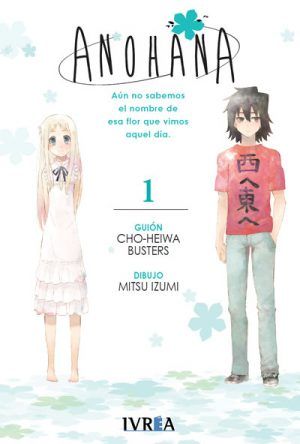 ANOHANA
Aún no sabemos
el nombre de
esa flor que vimos
aquel día.
西へ東へ
1
GUIÓN
CHO-HEIWA
BUSTERS
DIBUJO
MITSU IZUMI
IVREA